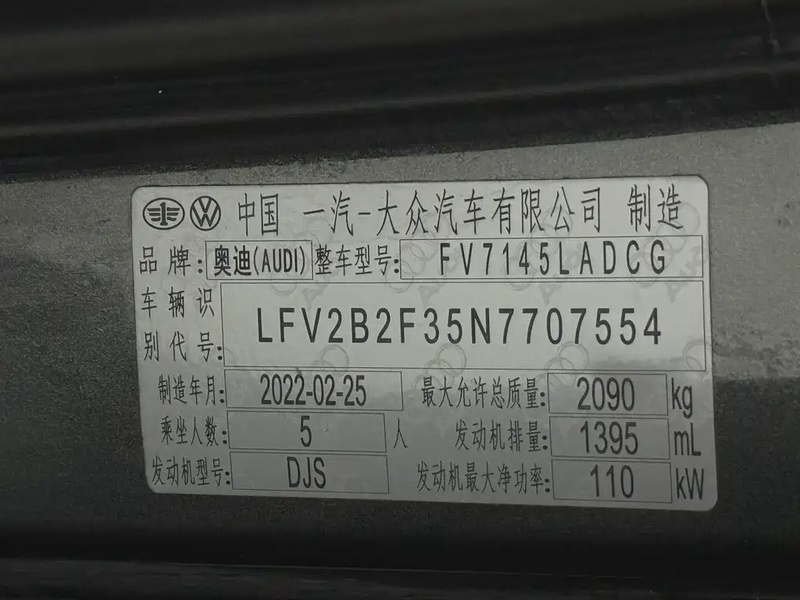 中国 一汽-大众汽车有限公司 制造
品牌: 奥迪(AUDI) 整车型号: FV7145LADCG
车辆识别代号: LFV2B2F35N7707554
制造年月: 2022-02-25 最大允许总质量: 2090 kg
乘坐人数: 5 人 发动机排量: 1395 mL
发动机型号: DJS 发动机最大净功率: 110 kW